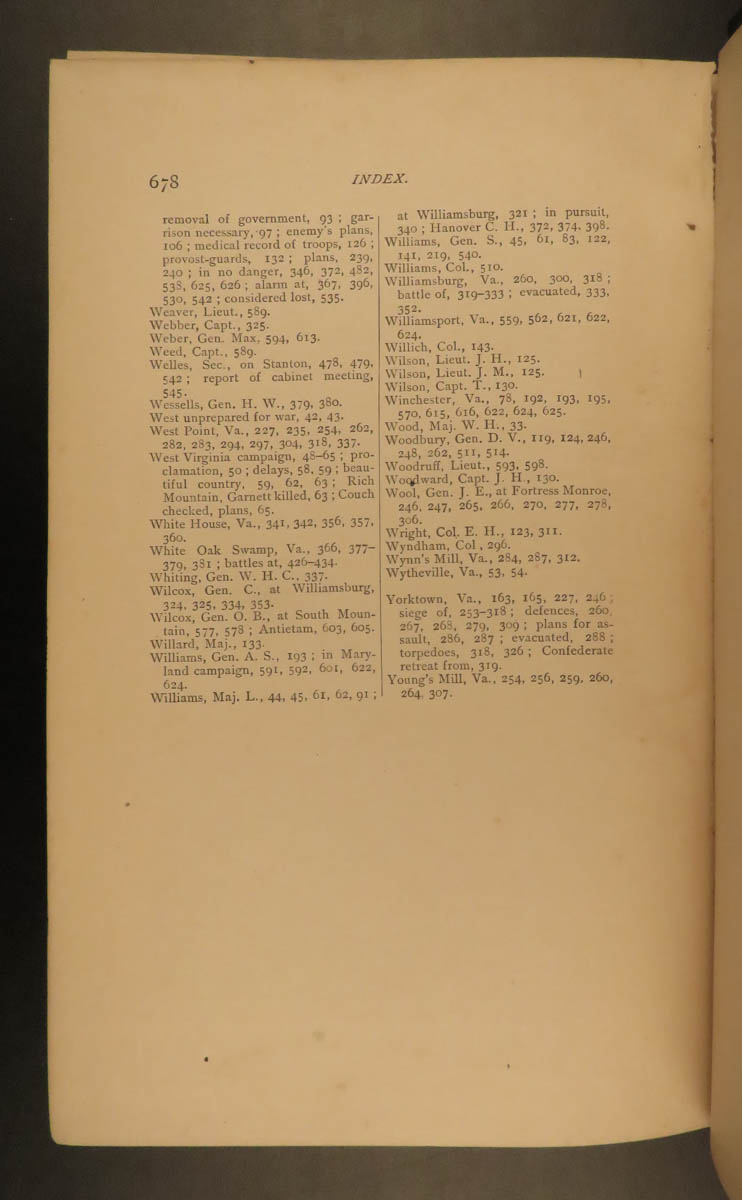 678
INDEX.
removal of government, 93 ; gar-
rison necessary, 97 ; enemy's plans,
106 ; medical record of troops, 126 ;
provost-guards, 132 ; plans, 239,
240 ; in no danger, 346, 372, 482,
538, 625, 626 ; alarm at, 367, 396,
530, 542 ; considered lost, 535.
Weaver, Lieut., 589.
Webber, Capt., 325.
Weber, Gen. Max, 594, 613.
Weed, Capt., 589.
Welles, Sec., on Stanton, 478, 479,
542 ; report of cabinet meeting,
545.
Wessells, Gen. H. W., 379, 380.
West unprepared for war, 42, 43.
West Point, Va., 227, 235, 254, 262,
282, 283, 294, 297, 304, 318, 337.
West Virginia campaign, 48–65 ; pro-
clamation, 50 ; delays, 58, 59 ; beau-
tiful country, 59, 62, 63 ; Rich
Mountain, Garnett killed, 63 ; Couch
checked, plans, 65.
White House, Va., 341, 342, 356, 357,
360.
White Oak Swamp, Va., 366, 377–
379, 381 ; battles at, 426–434.
Whiting, Gen. W. H. C., 337.
Wilcox, Gen. C., at Williamsburg,
324, 325, 334, 353.
Wilcox, Gen. O. B., at South Moun-
tain, 577, 578 ; Antietam, 603, 605.
Willard, Maj., 133.
Williams, Gen. A. S., 193 ; in Mary-
land campaign, 591, 592, 601, 622,
624.
Williams, Maj. L., 44, 45, 61, 62, 91 ;
at Williamsburg, 321 ; in pursuit,
340 ; Hanover C. H., 372, 374, 398.
Williams, Gen. S., 45, 61, 83, 122,
141, 219, 540.
Williams, Col., 510.
Williamsburg, Va., 260, 300, 318 ;
battle of, 319–333 ; evacuated, 333,
352.
Williamsport, Va., 559, 562, 621, 622,
624.
Willich, Col., 143.
Wilson, Lieut. J. H., 125.
Wilson, Lieut. J. M., 125.
Wilson, Capt. T., 130.
Winchester, Va., 78, 192, 193, 195,
570, 615, 616, 622, 624, 625.
Wood, Maj. W. H., 33.
Woodbury, Gen. D. V., 119, 124, 246,
248, 262, 511, 514.
Woodruff, Lieut., 593, 598.
Woodward, Capt. J. H., 130.
Wool, Gen. J. E., at Fortress Monroe,
246, 247, 265, 266, 270, 277, 278,
306.
Wright, Col. E. H., 123, 311.
Wyndham, Col , 296.
Wynn's Mill, Va., 284, 287, 312.
Wytheville, Va., 53, 54.
Yorktown, Va., 163, 165, 227, 246 ;
siege of, 253–318 ; defences, 260,
267, 268, 279, 309 ; plans for as-
sault, 286, 287 ; evacuated, 288 ;
torpedoes, 318, 326 ; Confederate
retreat from, 319.
Young's Mill, Va., 254, 256, 259, 260,
264, 307.